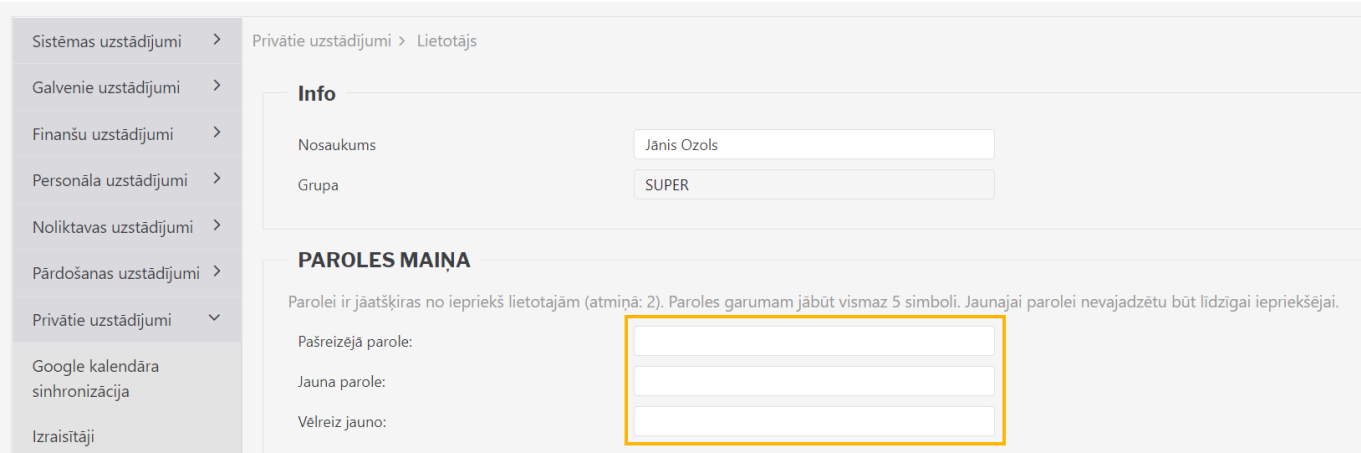 Sistēmas uzstādījumi
Galvenie uzstādījumi
Finanšu uzstādījumi
Personāla uzstādījumi
Noliktavas uzstādījumi
Pārdošanas uzstādījumi
Privātie uzstādījumi
Google kalendāra
sinhronizācija
Izraisītāji
Privātie uzstādījumi > Lietotājs
Info
Nosaukums Jānis Ozols
Grupa SUPER
PAROLES MAIŅA
Parolei ir jāatšķiras no iepriekš lietotajām (atmiņā: 2). Paroles garumam jābūt vismaz 5 simboli. Jaunajai parolei nevajadzētu būt līdzīgai iepriekšējai.
Pašreizējā parole:
Jauna parole:
Vēlreiz jauno: